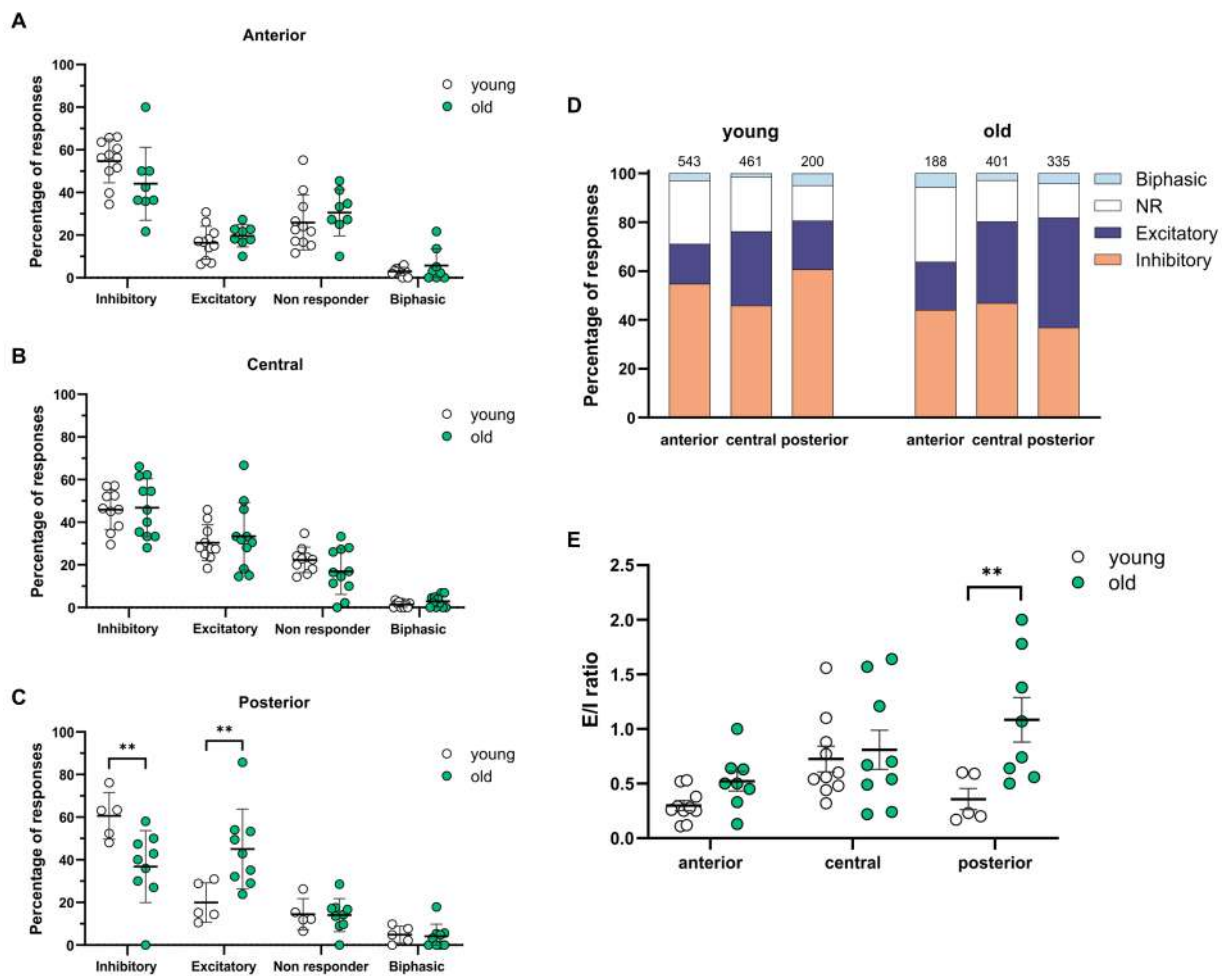 A
Anterior
Percentage of responses
100
80
60
40
20
0
young
old
Inhibitory Excitatory Non responder Biphasic
B
Central
Percentage of responses
100
80
60
40
20
0
young
old
Inhibitory Excitatory Non responder Biphasic
C
Posterior
Percentage of responses
100
80
60
40
20
0
**
**
young
old
Inhibitory Excitatory Non responder Biphasic
D
young old
543 461 200 188 401 335
Percentage of responses
100
80
60
40
20
0
Biphasic
NR
Excitatory
Inhibitory
anterior central posterior anterior central posterior
E
young
old
E/I ratio
2.5
2.0
1.5
1.0
0.5
0.0
**
anterior central posterior